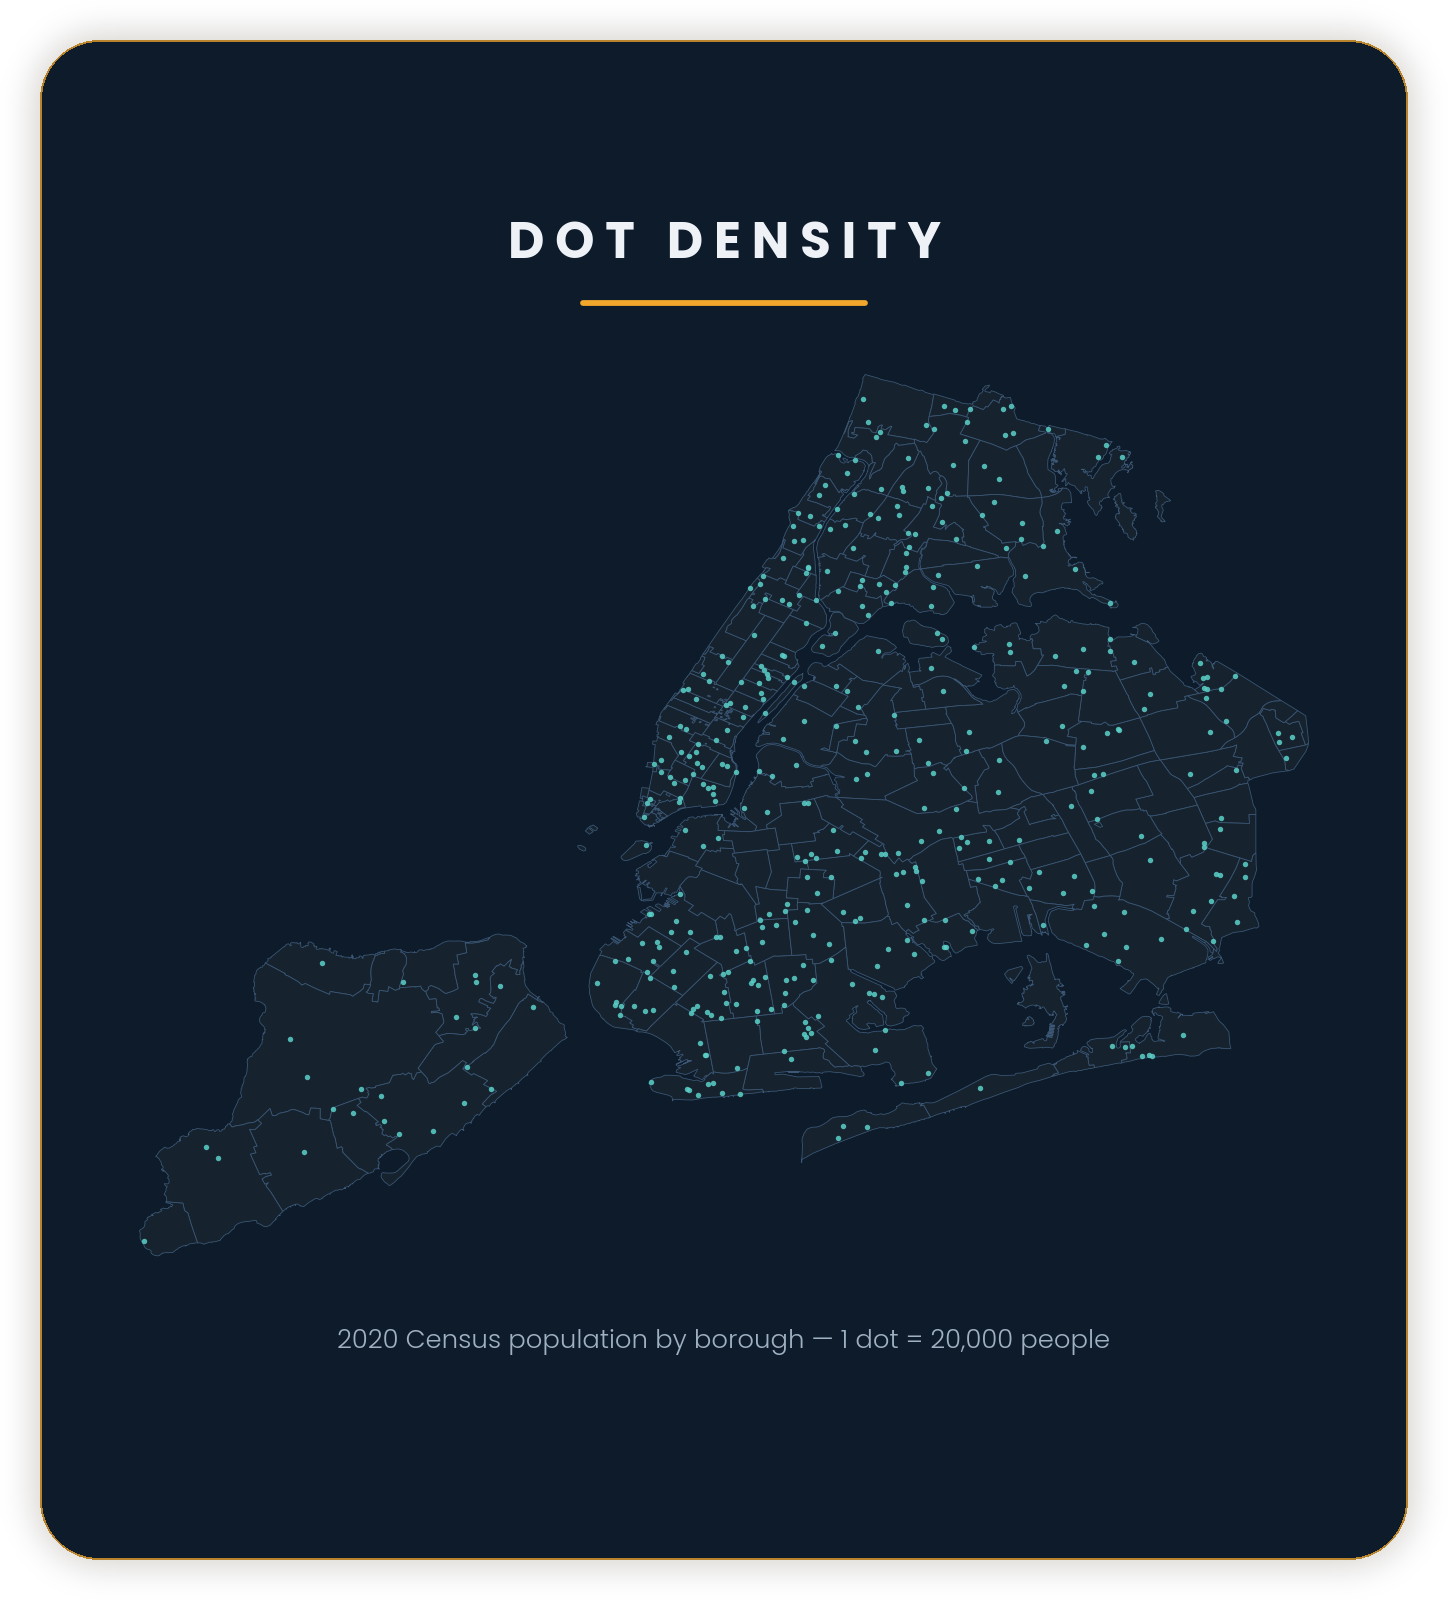 DOT DENSITY
2020 Census population by borough — 1 dot = 20,000 people